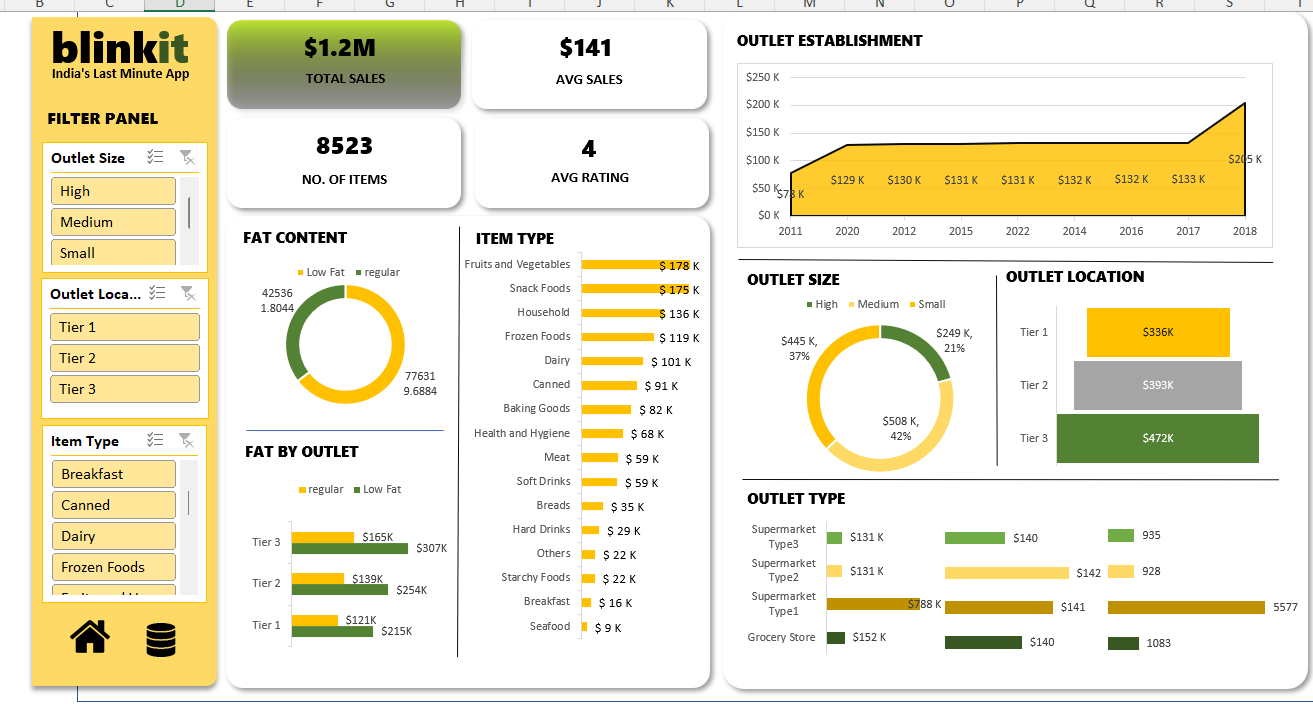 B C D E F G H I J K L M N O P Q R S T
blinkit
India's Last Minute App
FILTER PANEL
Outlet Size
High
Medium
Small
Outlet Loca...
Tier 1
Tier 2
Tier 3
Item Type
Breakfast
Canned
Dairy
Frozen Foods
$1.2M
TOTAL SALES
$141
AVG SALES
8523
NO. OF ITEMS
4
AVG RATING
FAT CONTENT
Low Fat regular
42536
1.8044
77631
9.6884
FAT BY OUTLET
regular Low Fat
Tier 3 $165K
$307K
Tier 2 $139K
$254K
Tier 1 $121K
$215K
ITEM TYPE
Fruits and Vegetables $ 178 K
Snack Foods $ 175 K
Household $ 136 K
Frozen Foods $ 119 K
Dairy $ 101 K
Canned $ 91 K
Baking Goods $ 82 K
Health and Hygiene $ 68 K
Meat $ 59 K
Soft Drinks $ 59 K
Breads $ 35 K
Hard Drinks $ 29 K
Others $ 22 K
Starchy Foods $ 22 K
Breakfast $ 16 K
Seafood $ 9 K
OUTLET ESTABLISHMENT
$250 K
$200 K
$150 K
$100 K
$50 K
$0 K
$78 K $129 K $130 K $131 K $131 K $132 K $132 K $133 K $205 K
2011 2020 2012 2015 2022 2014 2016 2017 2018
OUTLET SIZE
High Medium Small
$445 K,
37%
$249 K,
21%
$508 K,
42%
OUTLET LOCATION
Tier 1 $336K
Tier 2 $393K
Tier 3 $472K
OUTLET TYPE
Supermarket
Type3 $131 K $140 935
Supermarket
Type2 $131 K $142 928
Supermarket
Type1 $788 K $141 5577
Grocery Store $152 K $140 1083